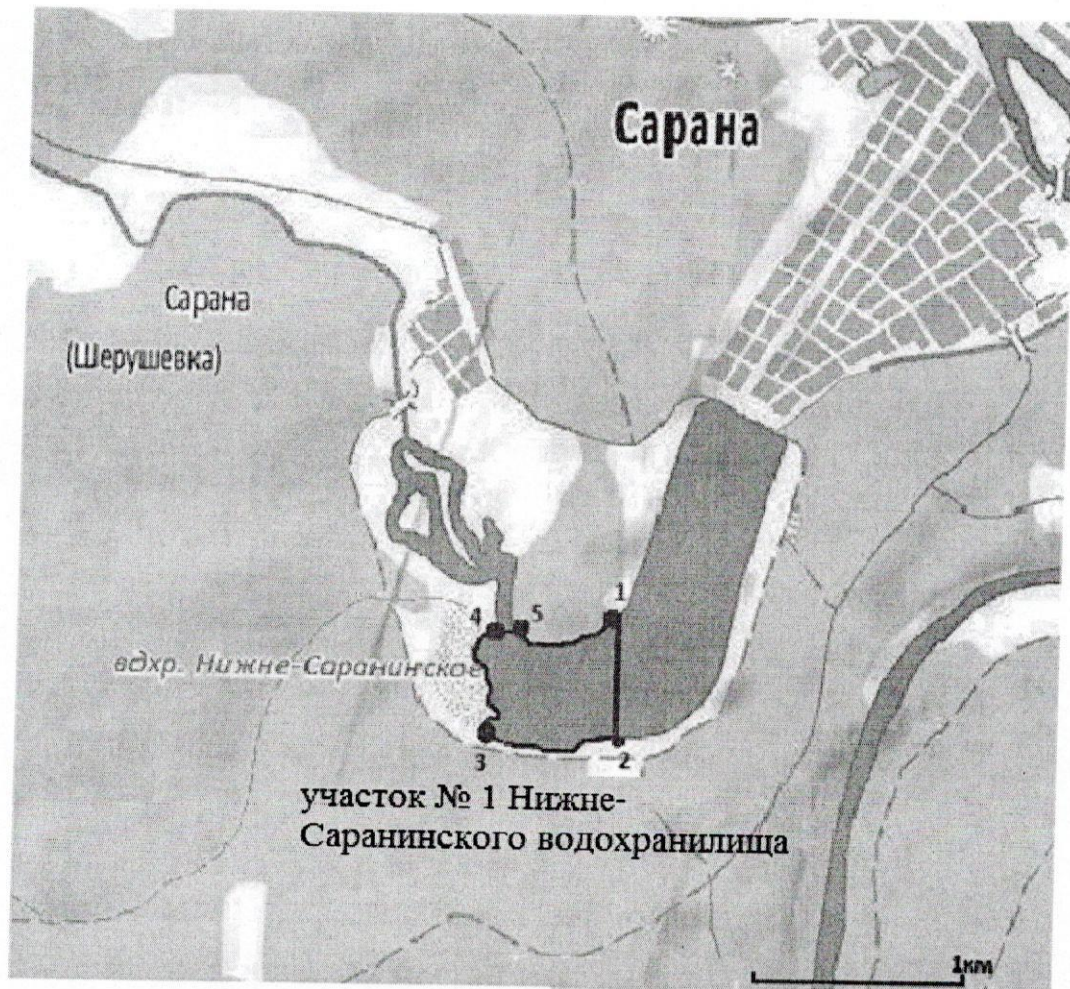 Сарана
Сарана
(Шерушевка)
1
4
5
вдхр. Нижне-Саранинское
3
2
участок № 1 Нижне-
Саранинского водохранилища
1км